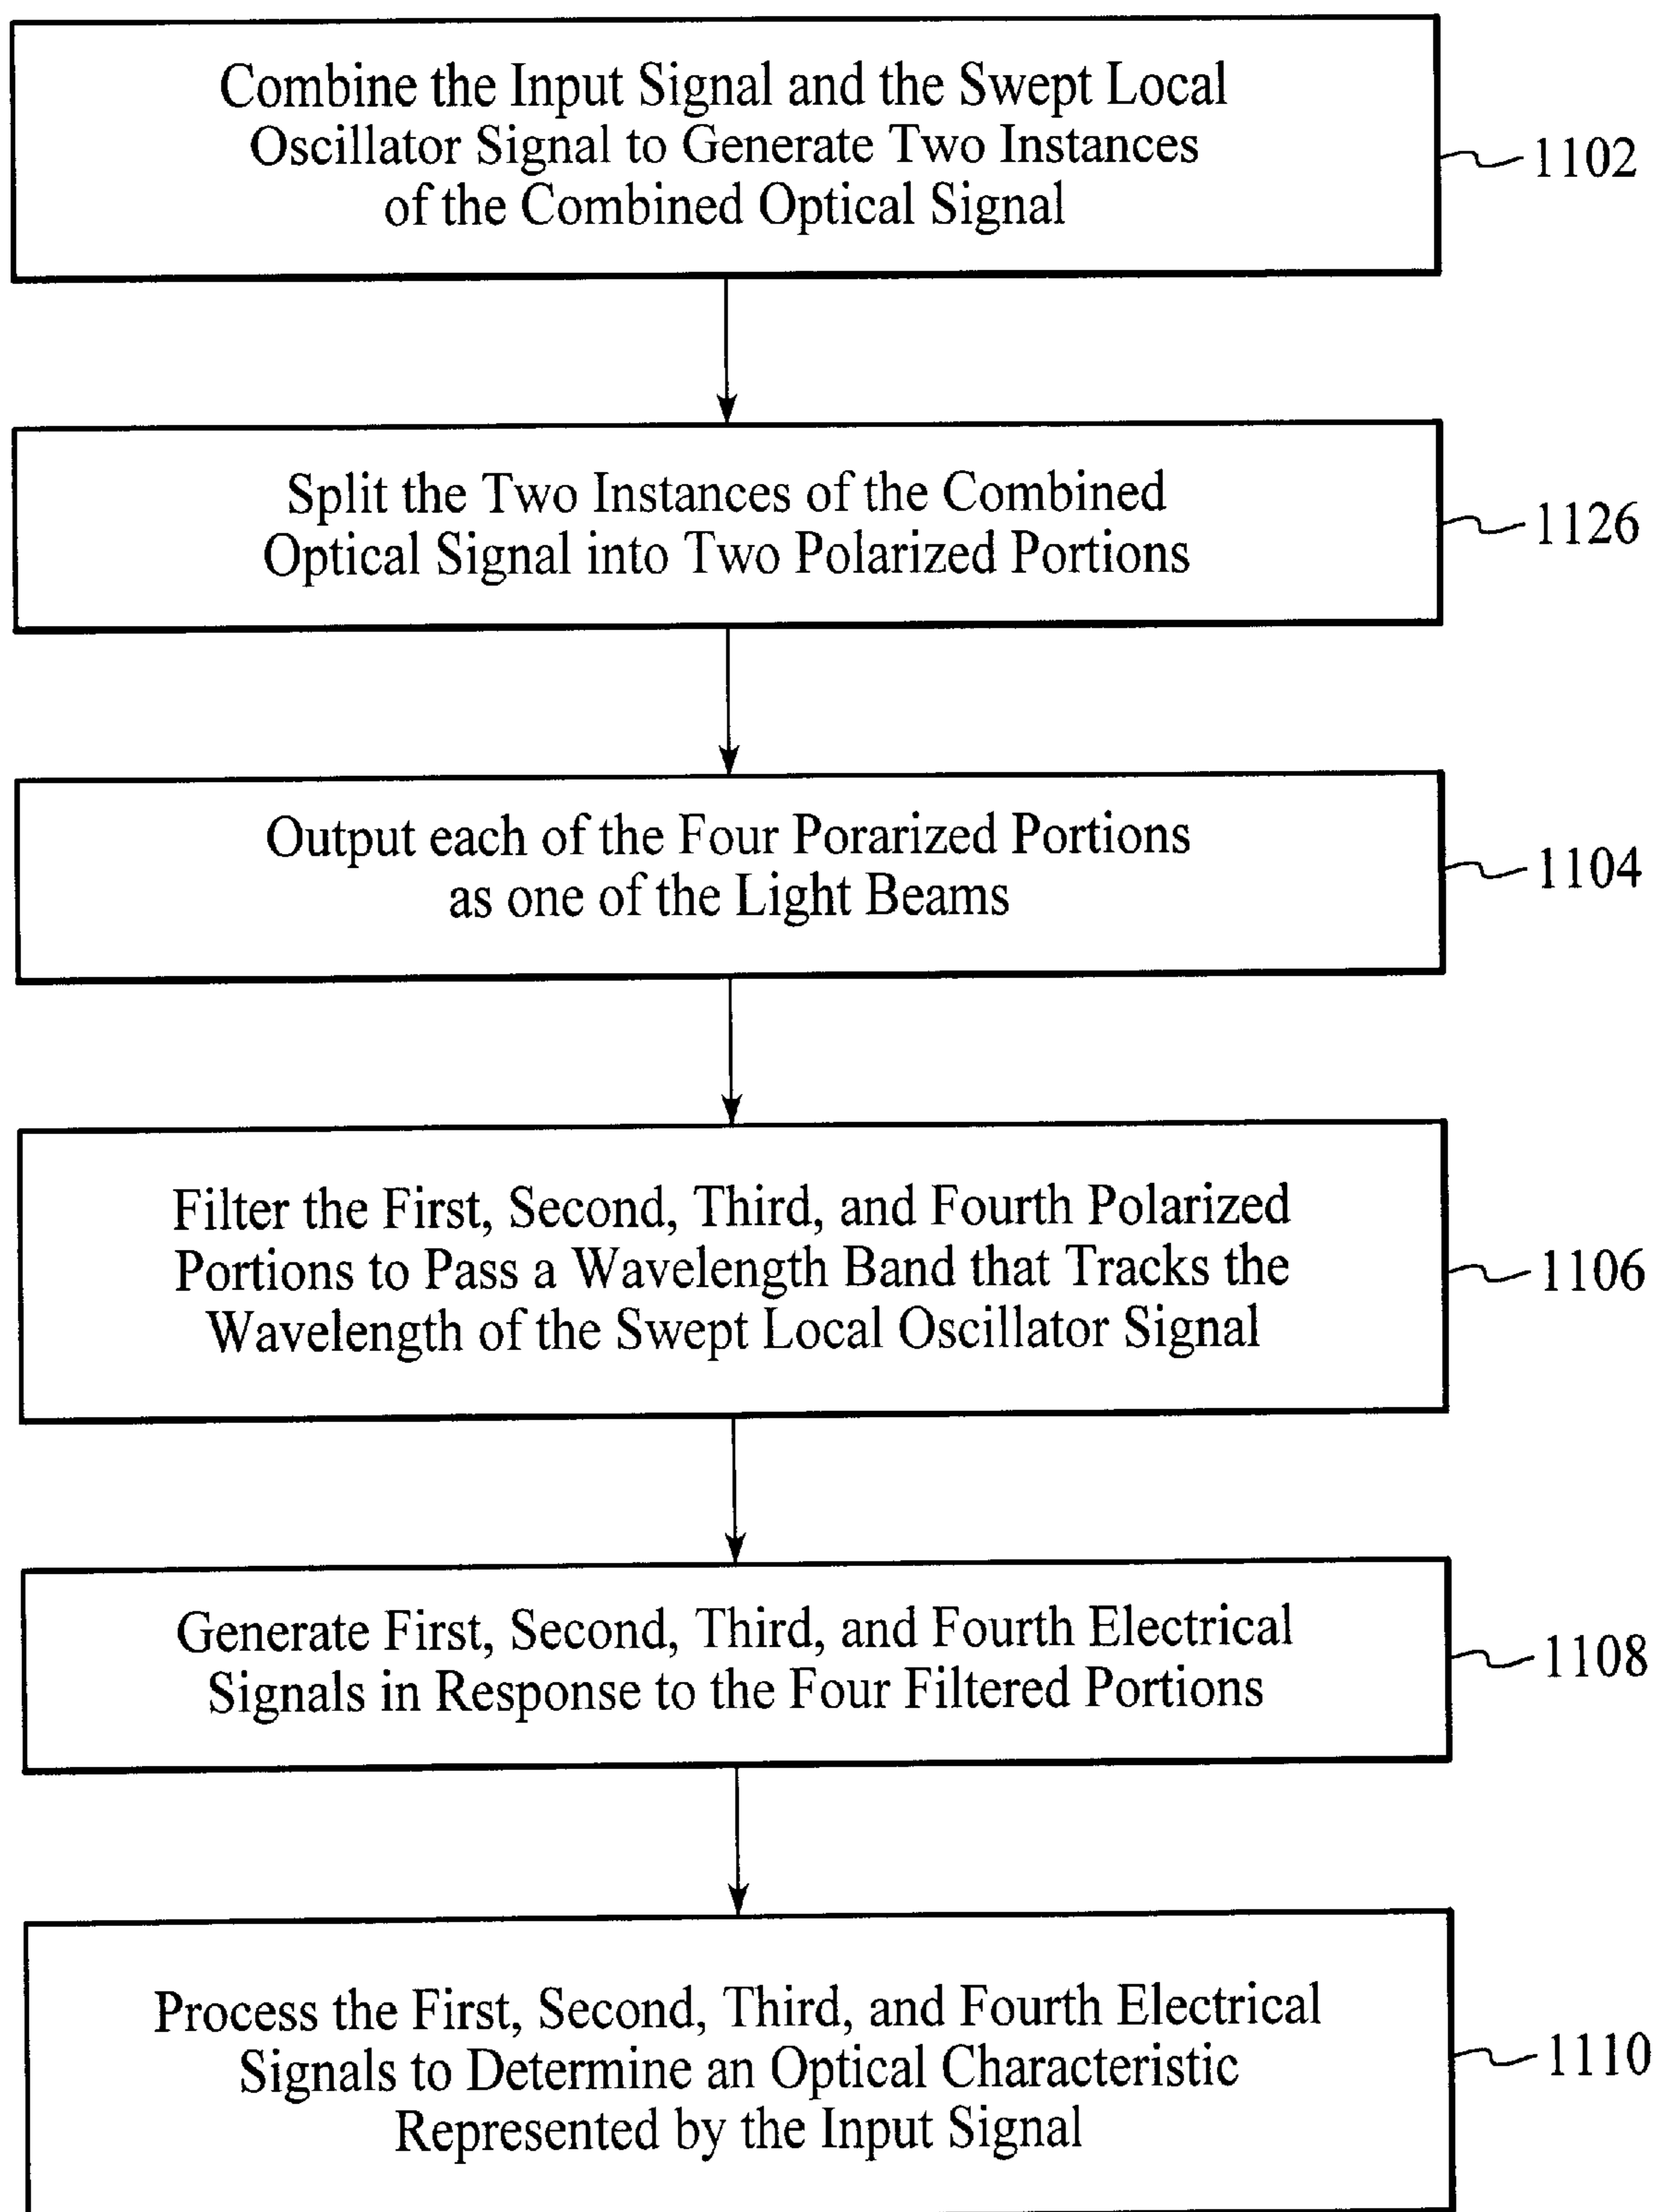 Combine the Input Signal and the Swept Local
Oscillator Signal to Generate Two Instances
of the Combined Optical Signal
1102
Split the Two Instances of the Combined
Optical Signal into Two Polarized Portions
1126
Output each of the Four Porarized Portions
as one of the Light Beams
1104
Filter the First, Second, Third, and Fourth Polarized
Portions to Pass a Wavelength Band that Tracks the
Wavelength of the Swept Local Oscillator Signal
1106
Generate First, Second, Third, and Fourth Electrical
Signals in Response to the Four Filtered Portions
1108
Process the First, Second, Third, and Fourth Electrical
Signals to Determine an Optical Characteristic
Represented by the Input Signal
1110